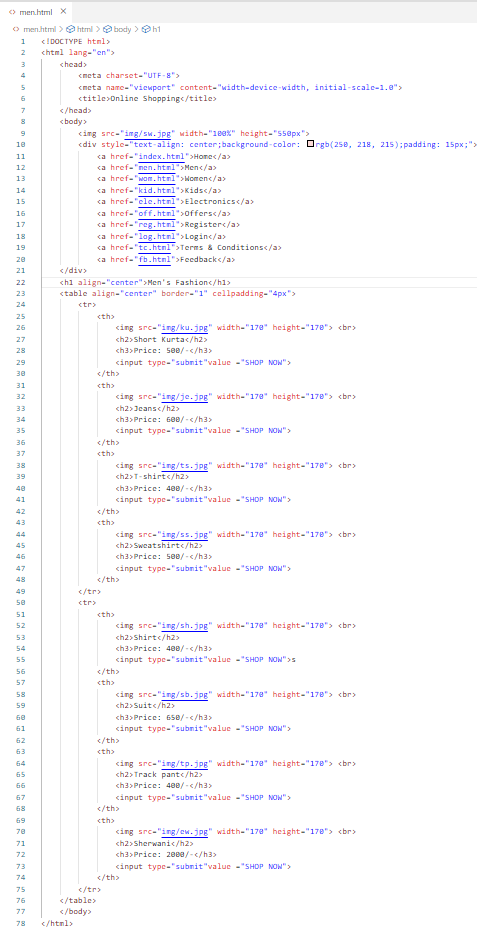 men.html ×
men.html > html > body > h1
1 <!DOCTYPE html>
2 <html lang="en">
3 <head>
4 <meta charset="UTF-8">
5 <meta name="viewport" content="width=device-width, initial-scale=1.0">
6 <title>Online Shopping</title>
7 </head>
8 <body>
9 <img src="img/sw.jpg" width="100%" height="550px">
10 <div style="text-align: center;background-color: rgb(250, 218, 215);padding: 15px;">
11 <a href="index.html">Home</a>
12 <a href="men.html">Men</a>
13 <a href="wom.html">Women</a>
14 <a href="kid.html">Kids</a>
15 <a href="ele.html">Electronics</a>
16 <a href="off.html">Offers</a>
17 <a href="reg.html">Register</a>
18 <a href="log.html">Login</a>
19 <a href="tc.html">Terms & Conditions</a>
20 <a href="fb.html">Feedback</a>
21 </div>
22 <h1 align="center">Men's Fashion</h1>
23 <table align="center" border="1" cellpadding="4px">
24 <tr>
25 <th>
26 <img src="img/ku.jpg" width="170" height="170"> <br>
27 <h2>Short Kurta</h2>
28 <h3>Price: 500/-</h3>
29 <input type="submit"value ="SHOP NOW">
30 </th>
31 <th>
32 <img src="img/je.jpg" width="170" height="170"> <br>
33 <h2>Jeans</h2>
34 <h3>Price: 600/-</h3>
35 <input type="submit"value ="SHOP NOW">
36 </th>
37 <th>
38 <img src="img/ts.jpg" width="170" height="170"> <br>
39 <h2>T-shirt</h2>
40 <h3>Price: 400/-</h3>
41 <input type="submit"value ="SHOP NOW">
42 </th>
43 <th>
44 <img src="img/ss.jpg" width="170" height="170"> <br>
45 <h2>Sweatshirt</h2>
46 <h3>Price: 500/-</h3>
47 <input type="submit"value ="SHOP NOW">
48 </th>
49 </tr>
50 <tr>
51 <th>
52 <img src="img/sh.jpg" width="170" height="170"> <br>
53 <h2>Shirt</h2>
54 <h3>Price: 400/-</h3>
55 <input type="submit"value ="SHOP NOW">s
56 </th>
57 <th>
58 <img src="img/sb.jpg" width="170" height="170"> <br>
59 <h2>Suit</h2>
60 <h3>Price: 650/-</h3>
61 <input type="submit"value ="SHOP NOW">
62 </th>
63 <th>
64 <img src="img/tp.jpg" width="170" height="170"> <br>
65 <h2>Track pant</h2>
66 <h3>Price: 400/-</h3>
67 <input type="submit"value ="SHOP NOW">
68 </th>
69 <th>
70 <img src="img/ew.jpg" width="170" height="170"> <br>
71 <h2>Sherwani</h2>
72 <h3>Price: 2000/-</h3>
73 <input type="submit"value ="SHOP NOW">
74 </th>
75 </tr>
76 </table>
77 </body>
78 </html>